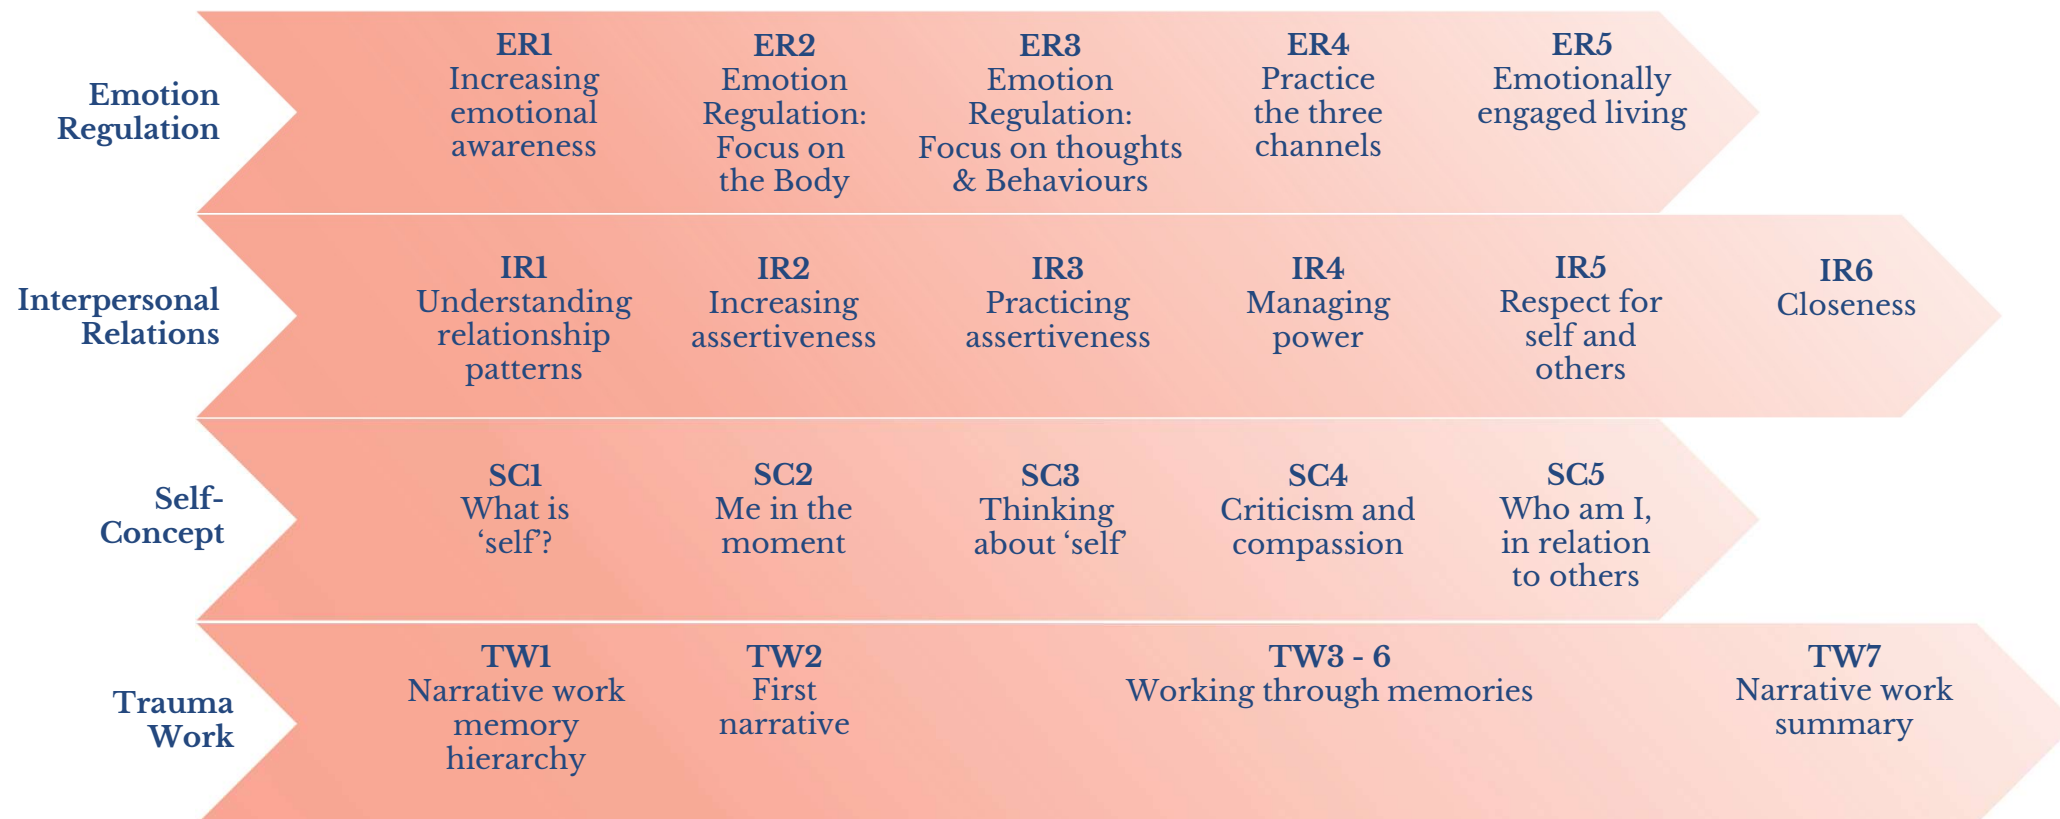 Emotion
Regulation
ER1
Increasing
emotional
awareness
ER2
Emotion
Regulation:
Focus on
the Body
ER3
Emotion
Regulation:
Focus on thoughts
& Behaviours
ER4
Practice
the three
channels
ER5
Emotionally
engaged living
Interpersonal
Relations
IR1
Understanding
relationship
patterns
IR2
Increasing
assertiveness
IR3
Practicing
assertiveness
IR4
Managing
power
IR5
Respect for
self and
others
IR6
Closeness
Self-
Concept
SC1
What is
‘self’?
SC2
Me in the
moment
SC3
Thinking
about ‘self’
SC4
Criticism and
compassion
SC5
Who am I,
in relation
to others
Trauma
Work
TW1
Narrative work
memory
hierarchy
TW2
First
narrative
TW3 - 6
Working through memories
TW7
Narrative work
summary